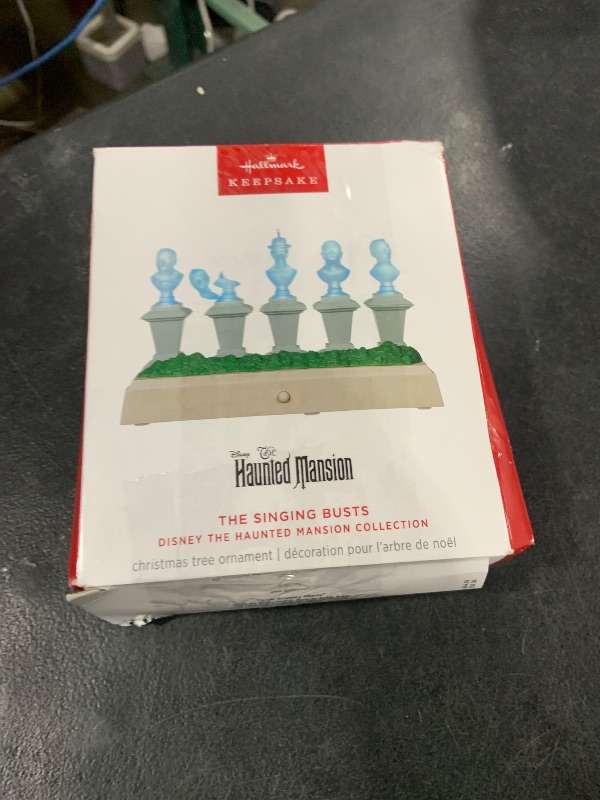 Hallmark
KEEPSAKE
Disney The
Haunted Mansion
THE SINGING BUSTS
DISNEY THE HAUNTED MANSION COLLECTION
christmas tree ornament | décoration pour l'arbre de noël